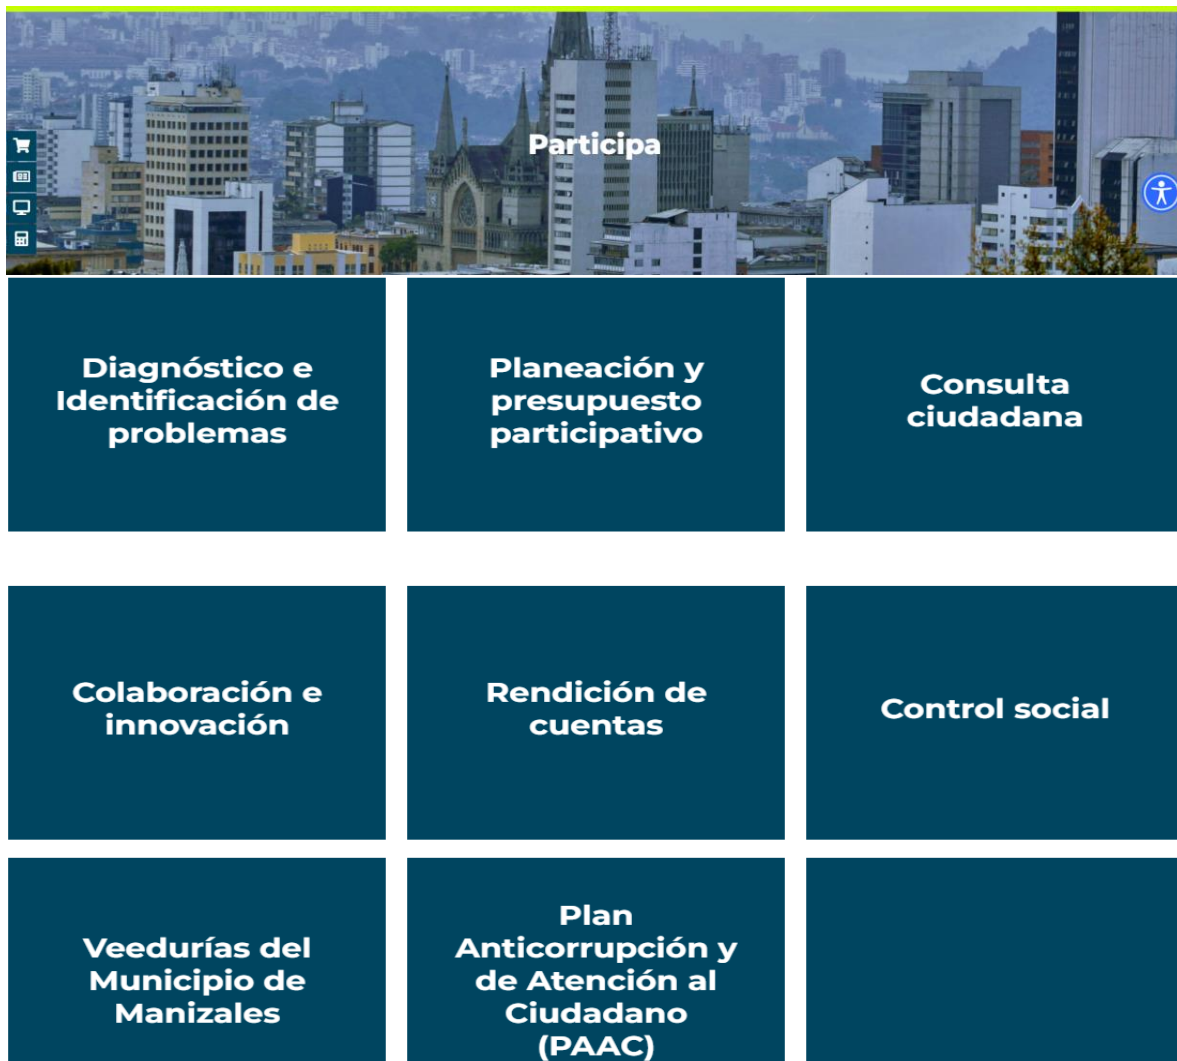 Participa
Diagnóstico e
Identificación de
problemas
Planeación y
presupuesto
participativo
Consulta
ciudadana
Colaboración e
innovación
Rendición de
cuentas
Control social
Veedurías del
Municipio de
Manizales
Plan
Anticorrupción y
de Atención al
Ciudadano
(PAAC)